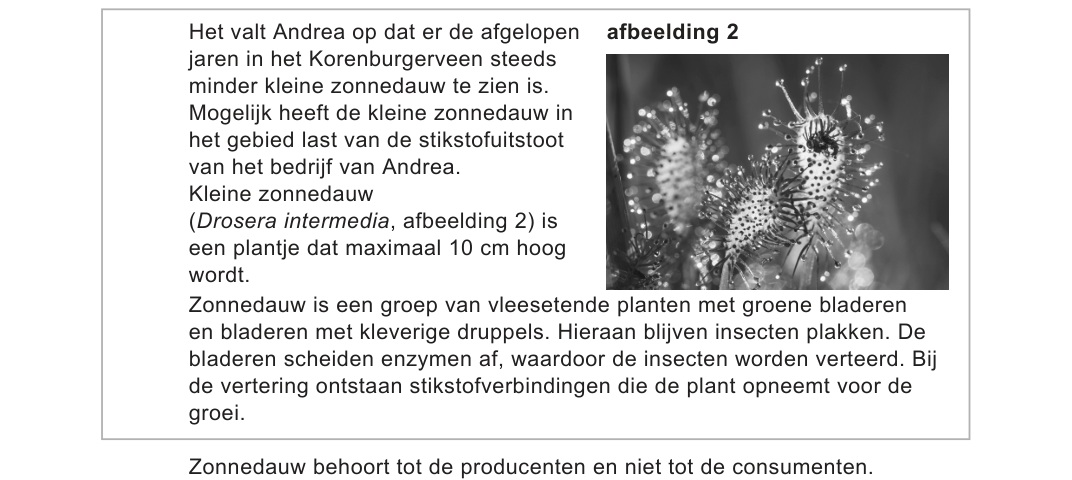 Het valt Andrea op dat er de afgelopen
jaren in het Korenburgerveen steeds
minder kleine zonnedauw te zien is.
Mogelijk heeft de kleine zonnedauw in
het gebied last van de stikstofuitstoot
van het bedrijf van Andrea.
Kleine zonnedauw
(Drosera intermedia, afbeelding 2) is
een plantje dat maximaal 10 cm hoog
wordt.
afbeelding 2
Zonnedauw is een groep van vleesetende planten met groene bladeren
en bladeren met kleverige druppels. Hieraan blijven insecten plakken. De
bladeren scheiden enzymen af, waardoor de insecten worden verteerd. Bij
de vertering ontstaan stikstofverbindingen die de plant opneemt voor de
groei.
Zonnedauw behoort tot de producenten en niet tot de consumenten.